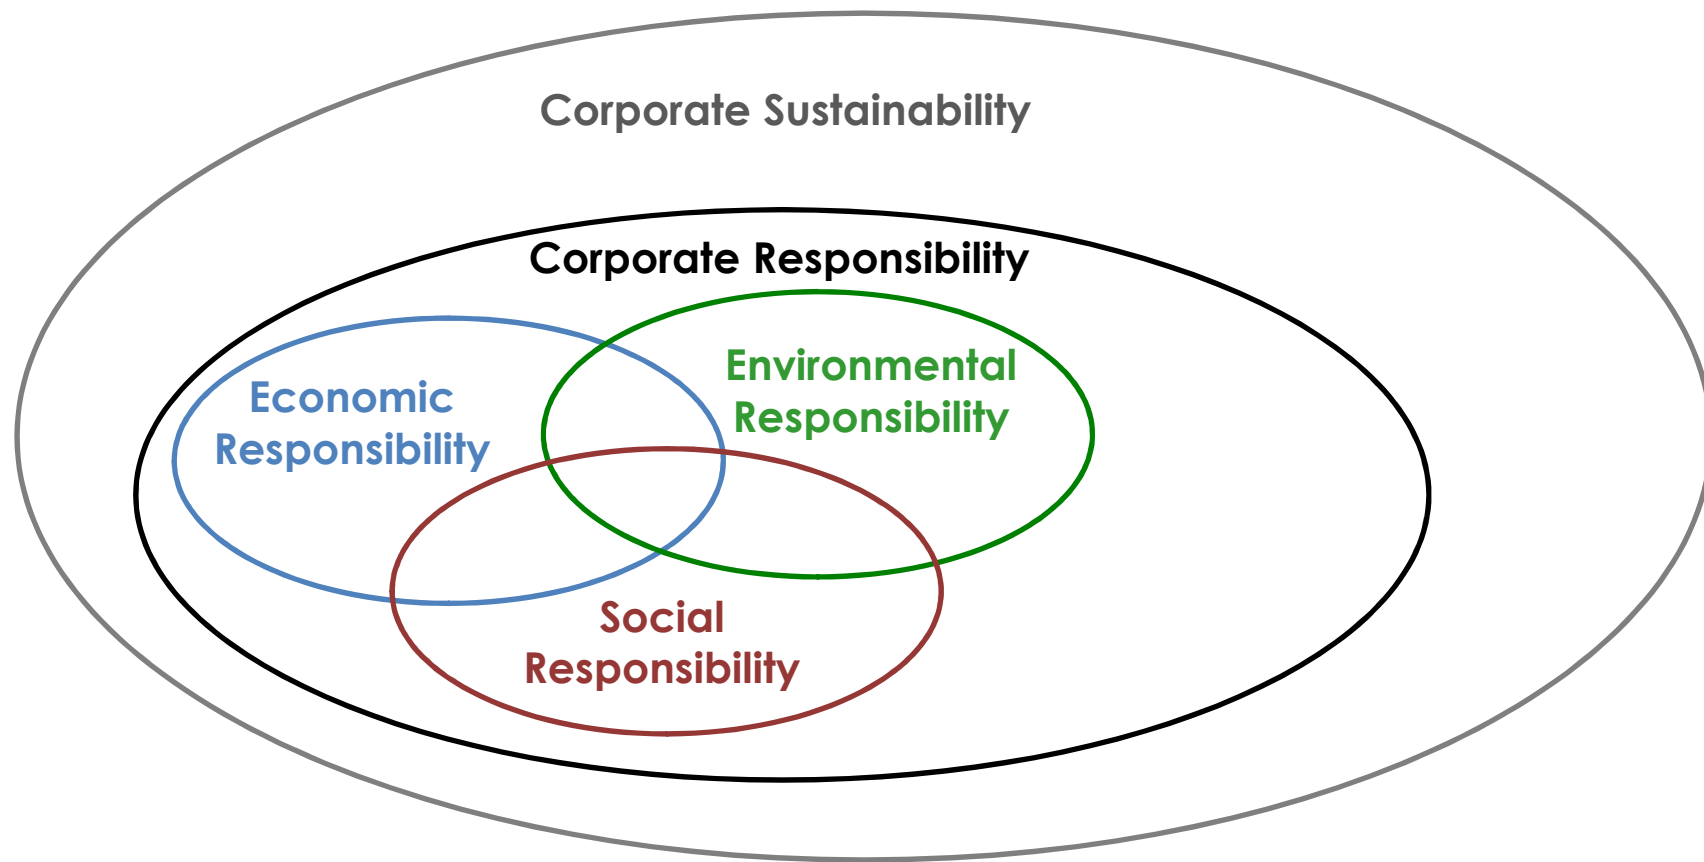 Corporate Sustainability
Corporate Responsibility
Economic
Responsibility
Environmental
Responsibility
Social
Responsibility